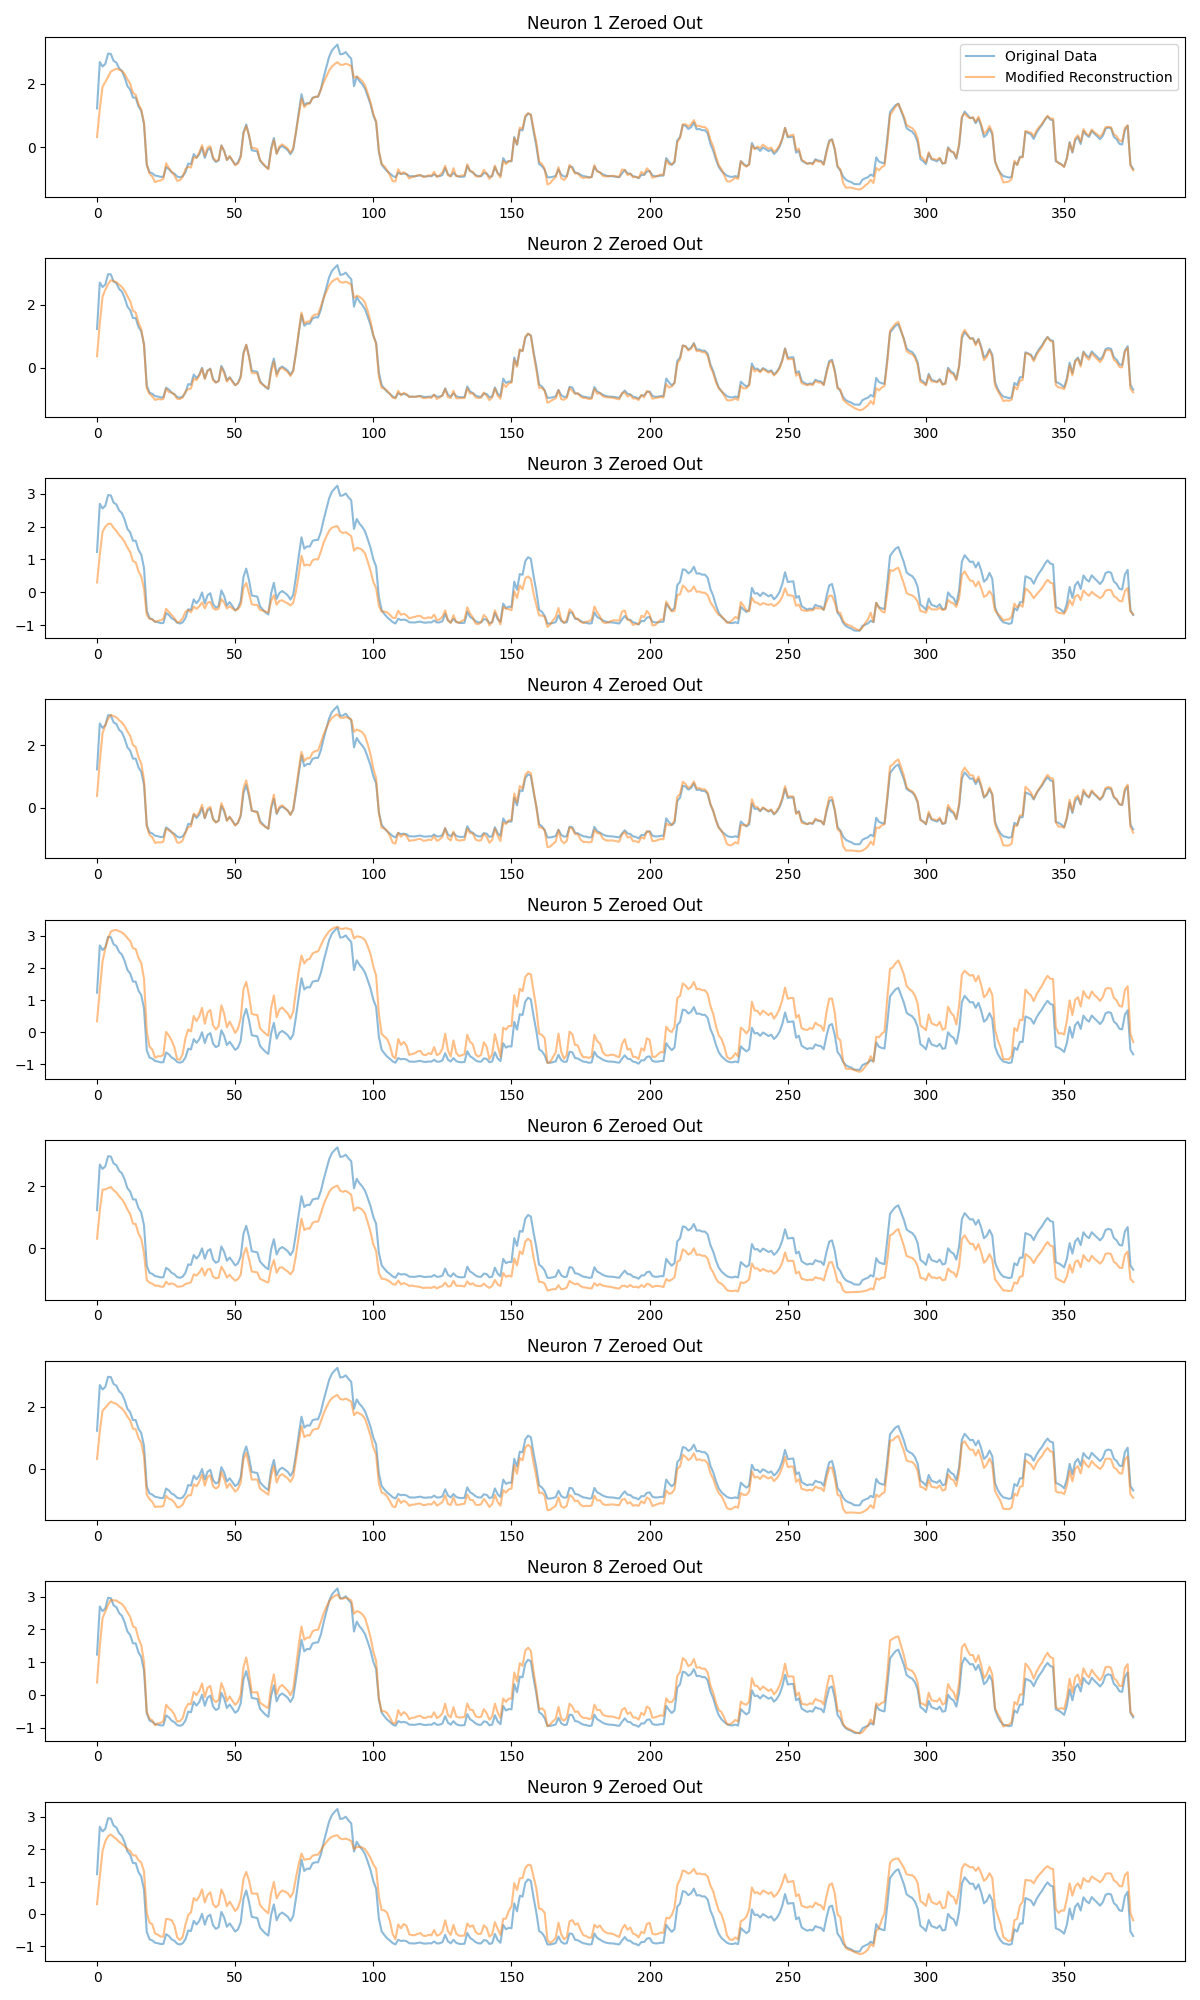 Neuron 1 Zeroed Out
Original Data
Modified Reconstruction
2
0
0 50 100 150 200 250 300 350
Neuron 2 Zeroed Out
2
0
0 50 100 150 200 250 300 350
Neuron 3 Zeroed Out
3
2
1
0
−1
0 50 100 150 200 250 300 350
Neuron 4 Zeroed Out
2
0
0 50 100 150 200 250 300 350
Neuron 5 Zeroed Out
3
2
1
0
−1
0 50 100 150 200 250 300 350
Neuron 6 Zeroed Out
2
0
0 50 100 150 200 250 300 350
Neuron 7 Zeroed Out
2
0
0 50 100 150 200 250 300 350
Neuron 8 Zeroed Out
3
2
1
0
−1
0 50 100 150 200 250 300 350
Neuron 9 Zeroed Out
3
2
1
0
−1
0 50 100 150 200 250 300 350